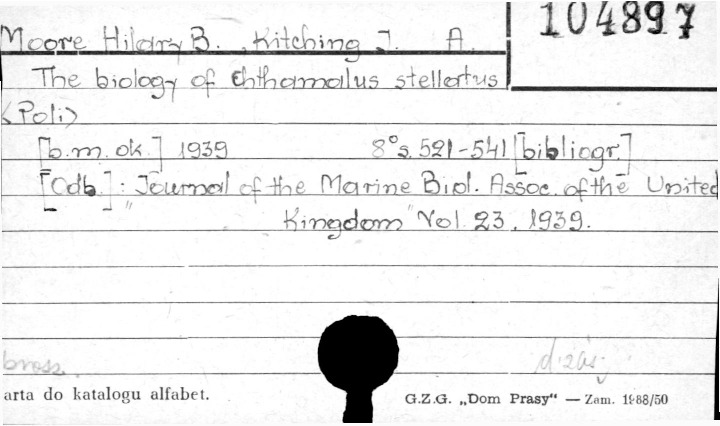 104897
Moore Hilary B., Kitching J. A.
The biology of Chthamalus stellatus
<Poli>
[b.m. ok.] 1939 8° s. 521-541 [bibliogr.]
[Odb.]: "Journal of the Marine Biol. Assoc. of the United
Kingdom" Vol. 23, 1939.
brosz.
arta do katalogu alfabet.
G.Z.G. „Dom Prasy“ — Zam. 1988/50